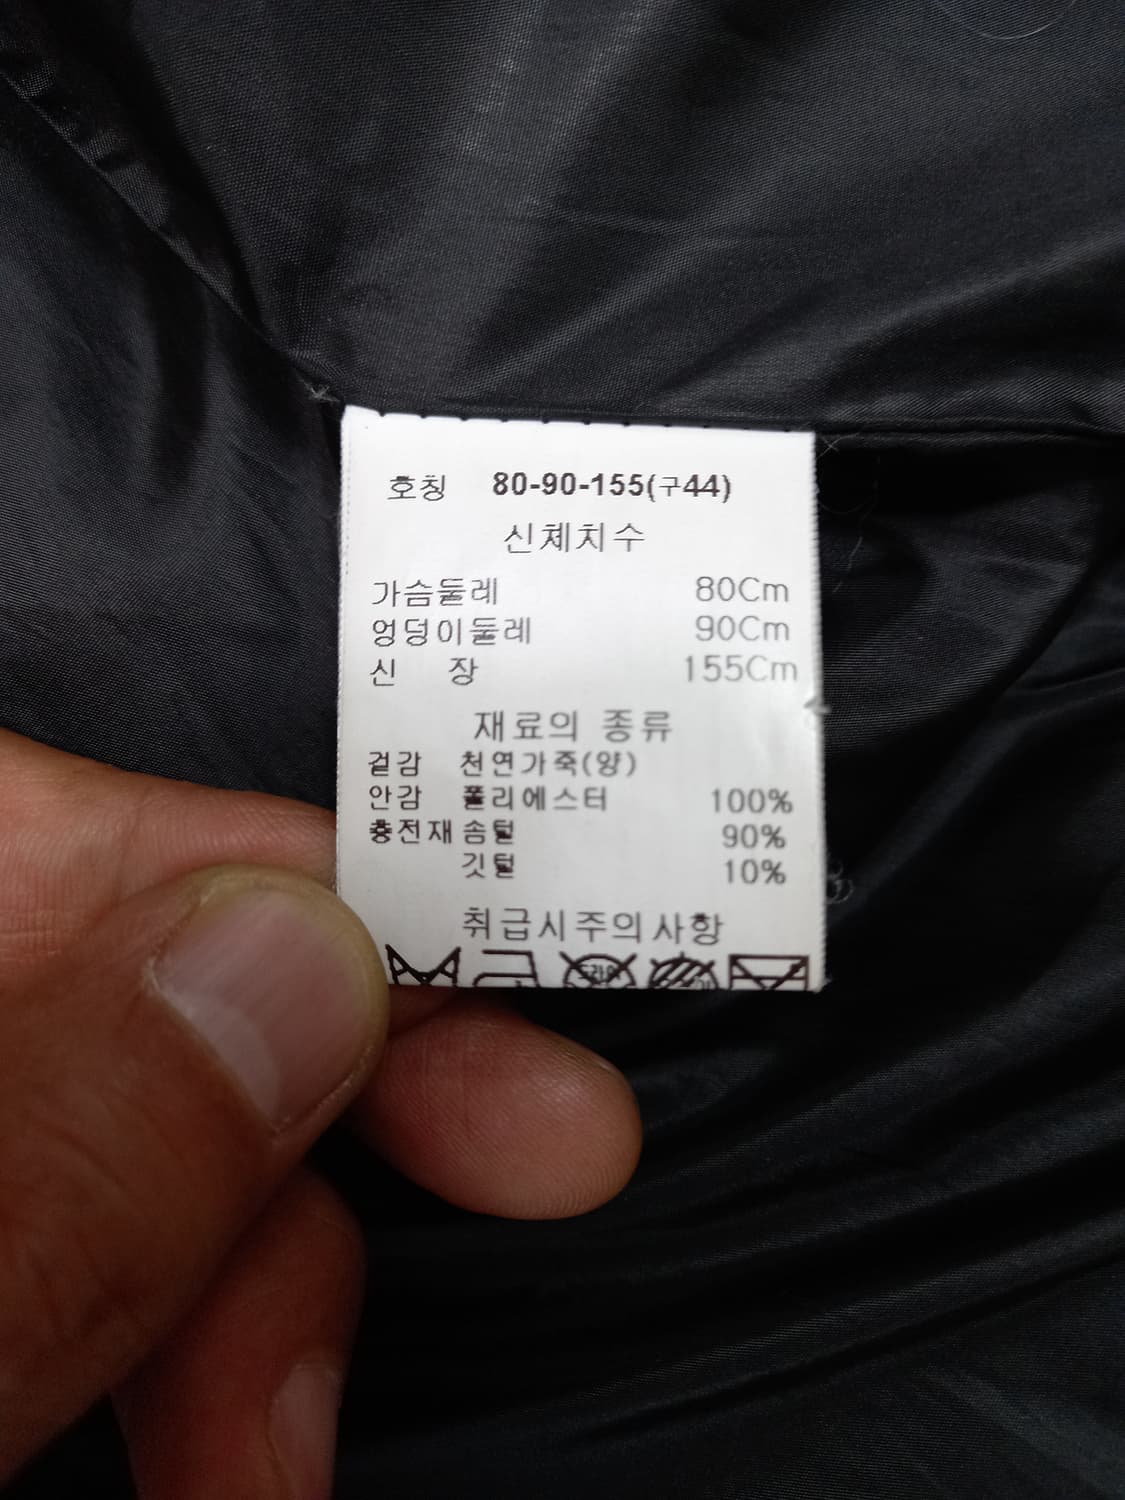 호칭 80-90-155(구44)
신체치수
가슴둘레 80Cm
엉덩이둘레 90Cm
신 장 155Cm
재료의 종류
겉감 천연가죽(양)
안감 폴리에스터 100%
충전재 솜털 90%
깃털 10%
취급시주의사항
드라이